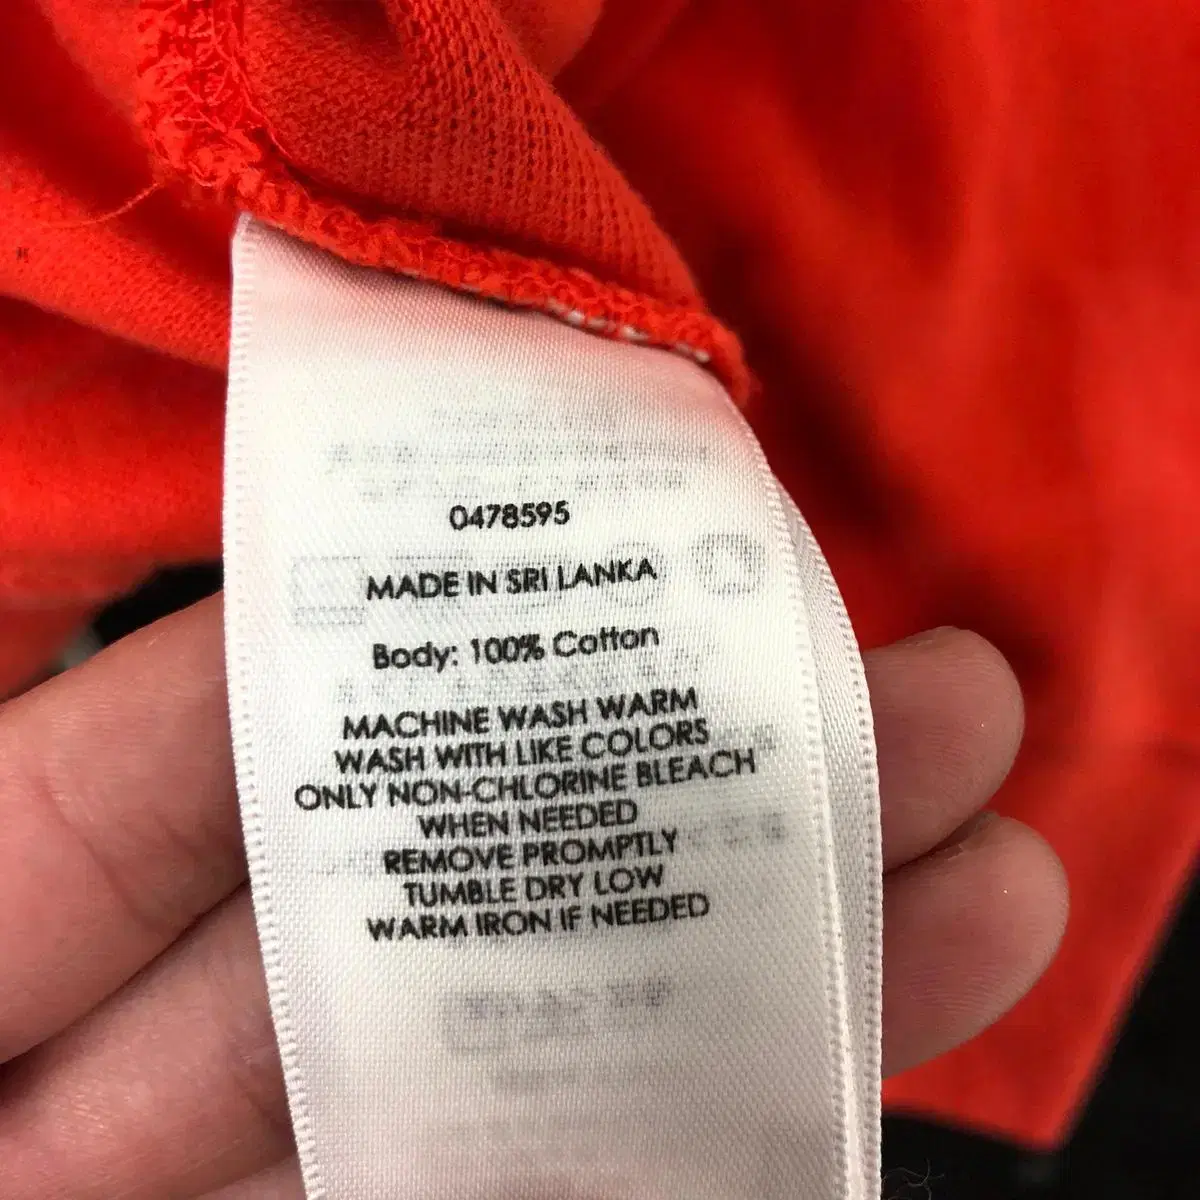 0478595
MADE IN SRI LANKA
Body: 100% Cotton
MACHINE WASH WARM
WASH WITH LIKE COLORS
ONLY NON-CHLORINE BLEACH
WHEN NEEDED
REMOVE PROMPTLY
TUMBLE DRY LOW
WARM IRON IF NEEDED